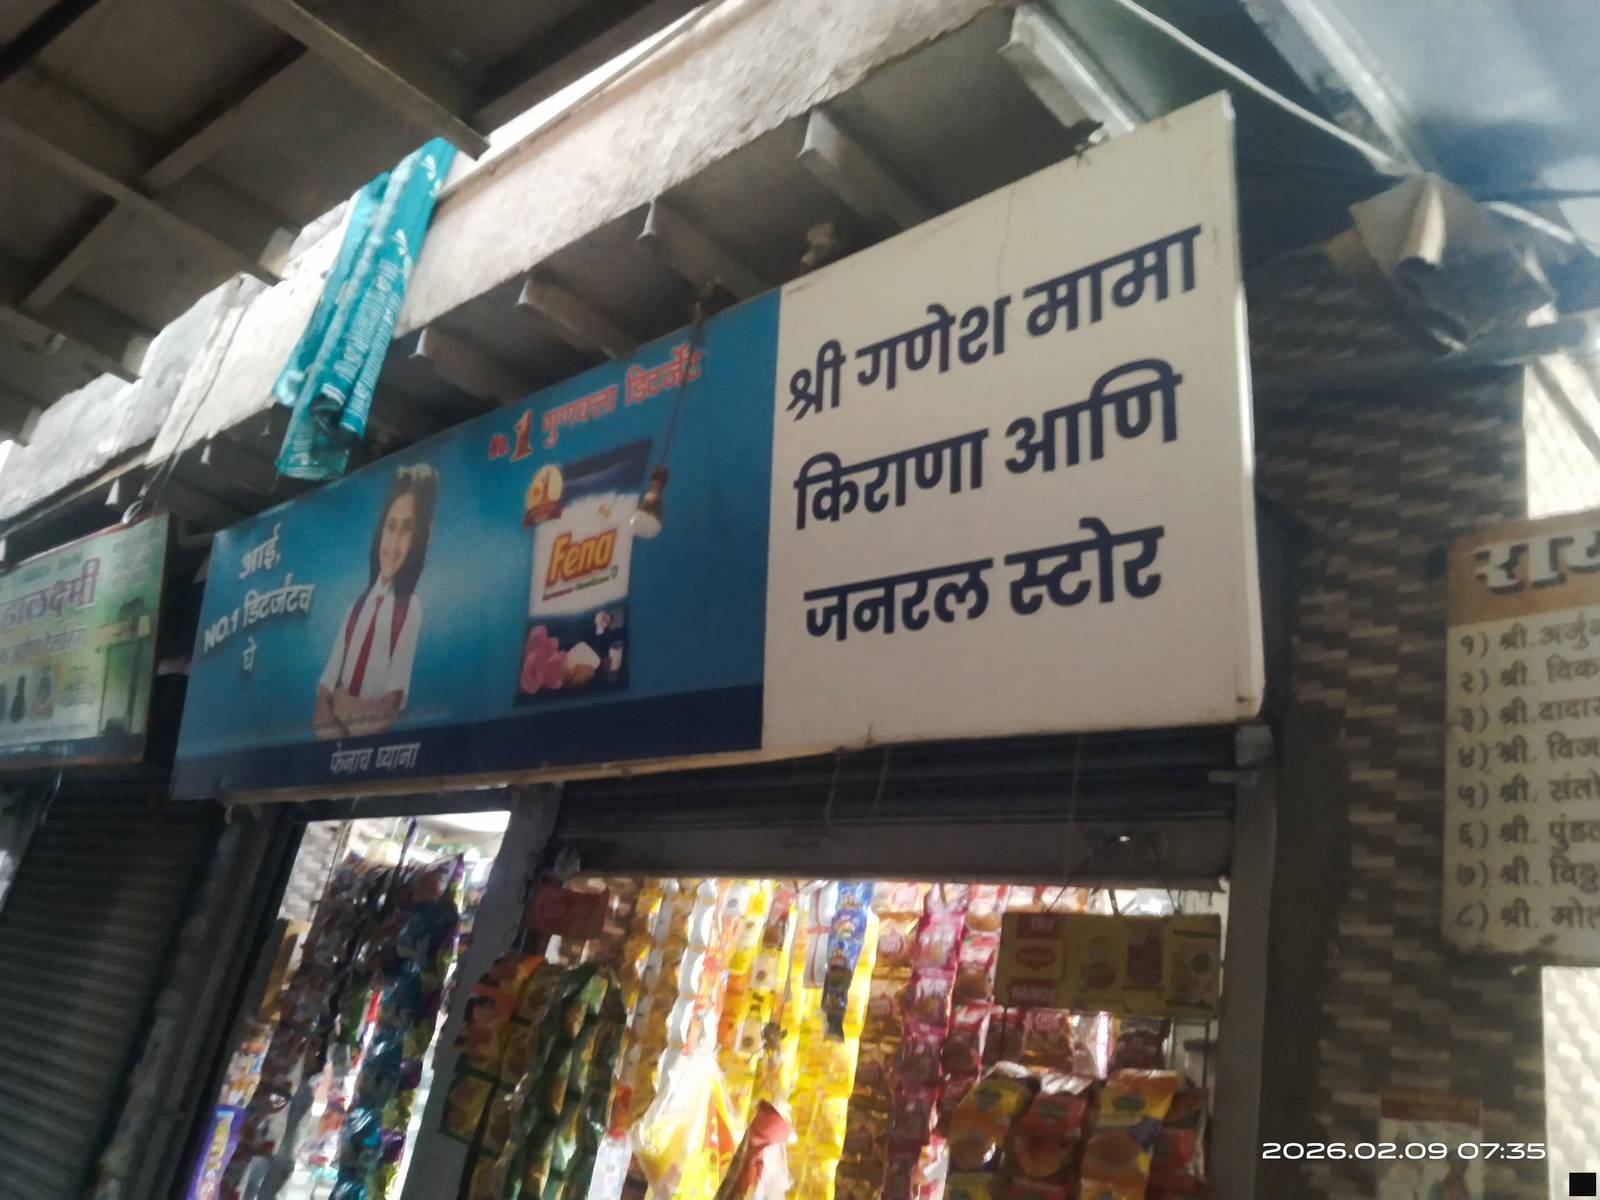 श्री गणेश मामा
किराणा आणि
जनरल स्टोर
No. 1 गुणवत्ता डिटर्जेंट
आई,
NO.1 डिटर्जंटच
घे
Fena
फेनाच घ्याना
१) श्री. अर्जु
२) श्री. विक
३) श्री. दादा
४) श्री. विज
५) श्री. संतो
६) श्री. पुंड
७) श्री. विठ्ठ
८) श्री. मो
2026.02.09 07:35